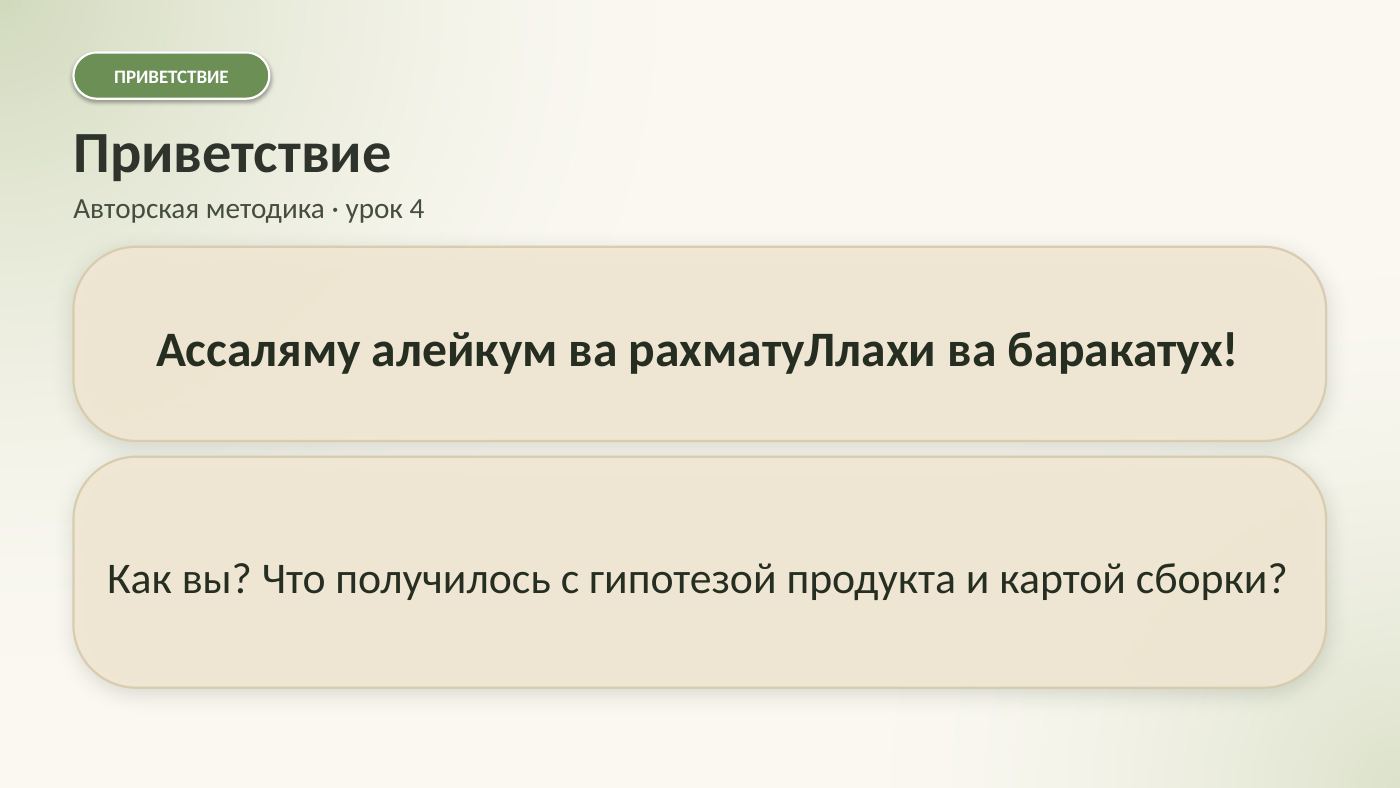 ПРИВЕТСТВИЕ
Приветствие
Авторская методика · урок 4
Ассаляму алейкум ва рахматуЛлахи ва баракатух!
Как вы? Что получилось с гипотезой продукта и картой сборки?